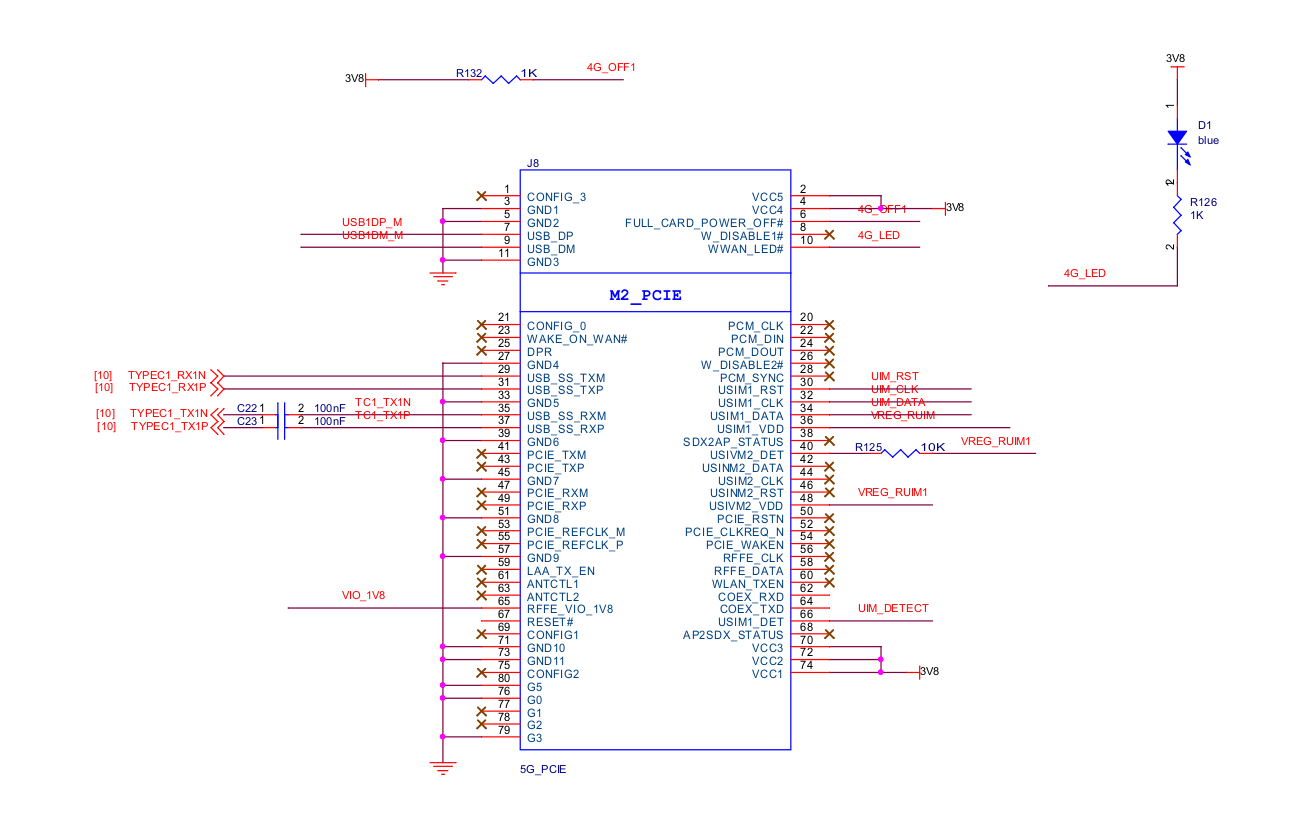 3V8 R132 1K 4G_OFF1
3V8
1
D1
blue
2
2
R126
1K
2
4G_LED
J8
1 CONFIG_3
3 GND1
5 GND2
USB1DP_M 7 USB_DP
USB1DM_M 9 USB_DM
11 GND3
VCC5 2
VCC4 4 3V8
FULL_CARD_POWER_OFF# 6 4G_OFF1
W_DISABLE1# 8
WWAN_LED# 10 4G_LED
M2_PCIE
21 CONFIG_0
23 WAKE_ON_WAN#
25 DPR
27 GND4
[10] TYPEC1_RX1N 29 USB_SS_TXM
[10] TYPEC1_RX1P 31 USB_SS_TXP
33 GND5
[10] TYPEC1_TX1N C22 1 2 100nF TC1_TX1N 35 USB_SS_RXM
[10] TYPEC1_TX1P C23 1 2 100nF TC1_TX1P 37 USB_SS_RXP
39 GND6
41 PCIE_TXM
43 PCIE_TXP
45 GND7
47 PCIE_RXM
49 PCIE_RXP
51 GND8
53 PCIE_REFCLK_M
55 PCIE_REFCLK_P
57 GND9
59 LAA_TX_EN
61 ANTCTL1
63 ANTCTL2
VIO_1V8 65 RFFE_VIO_1V8
67 RESET#
69 CONFIG1
71 GND10
73 GND11
75 CONFIG2
80 G5
76 G0
77 G1
78 G2
79 G3
PCM_CLK 20
PCM_DIN 22
PCM_DOUT 24
W_DISABLE2# 26
PCM_SYNC 28
USIM1_RST 30 UIM_RST
USIM1_CLK 32 UIM_CLK
USIM1_DATA 34 UIM_DATA
USIM1_VDD 36 VREG_RUIM
SDX2AP_STATUS 38
USIVM2_DET 40 R125 10K VREG_RUIM1
USINM2_DATA 42
USIM2_CLK 44
USINM2_RST 46
USIVM2_VDD 48 VREG_RUIM1
PCIE_RSTN 50
PCIE_CLKREQ_N 52
PCIE_WAKEN 54
RFFE_CLK 56
RFFE_DATA 58
WLAN_TXEN 60
COEX_RXD 62
COEX_TXD 64
USIM1_DET 66 UIM_DETECT
AP2SDX_STATUS 68
VCC3 70
VCC2 72
VCC1 74 3V8
5G_PCIE